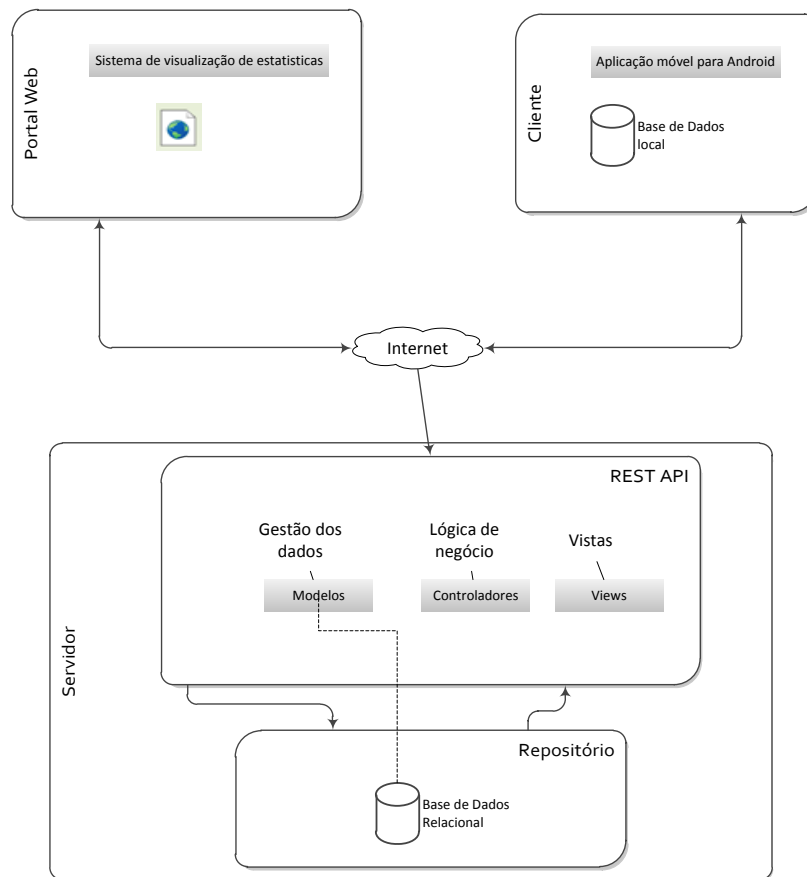 Portal Web
Sistema de visualização de estatisticas
Cliente
Aplicação móvel para Android
Base de Dados
local
Internet
Servidor
REST API
Gestão dos
dados
Lógica de
negócio
Vistas
Modelos
Controladores
Views
Repositório
Base de Dados
Relacional